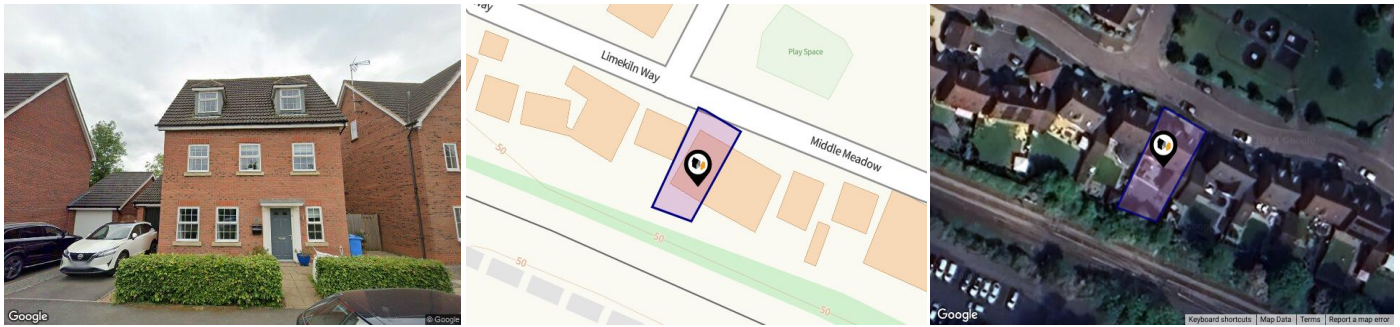 Google
© Google
way
Limekiln Way
Play Space
Middle Meadow
50
50
50
50
Google
Keyboard shortcuts
Map Data
Terms
Report a map error